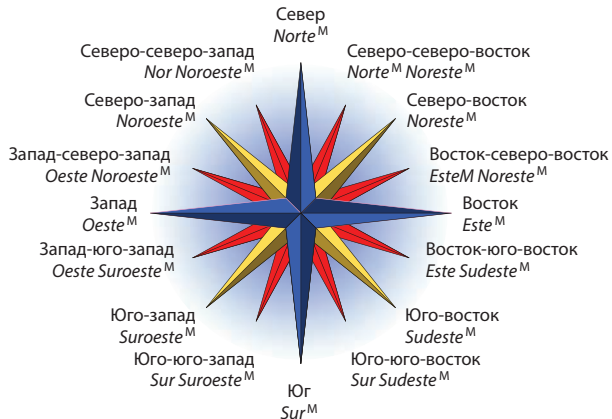 Север
Norte M
Северо-северо-запад
Nor Noroeste M
Северо-северо-восток
Norte M Noreste M
Северо-запад
Noroeste M
Северо-восток
Noreste M
Запад-северо-запад
Oeste Noroeste M
Восток-северо-восток
EsteM Noreste M
Запад
Oeste M
Восток
Este M
Запад-юго-запад
Oeste Suroeste M
Восток-юго-восток
Este Sudeste M
Юго-запад
Suroeste M
Юго-восток
Sudeste M
Юго-юго-запад
Sur Suroeste M
Юго-юго-восток
Sur Sudeste M
Юг
Sur M